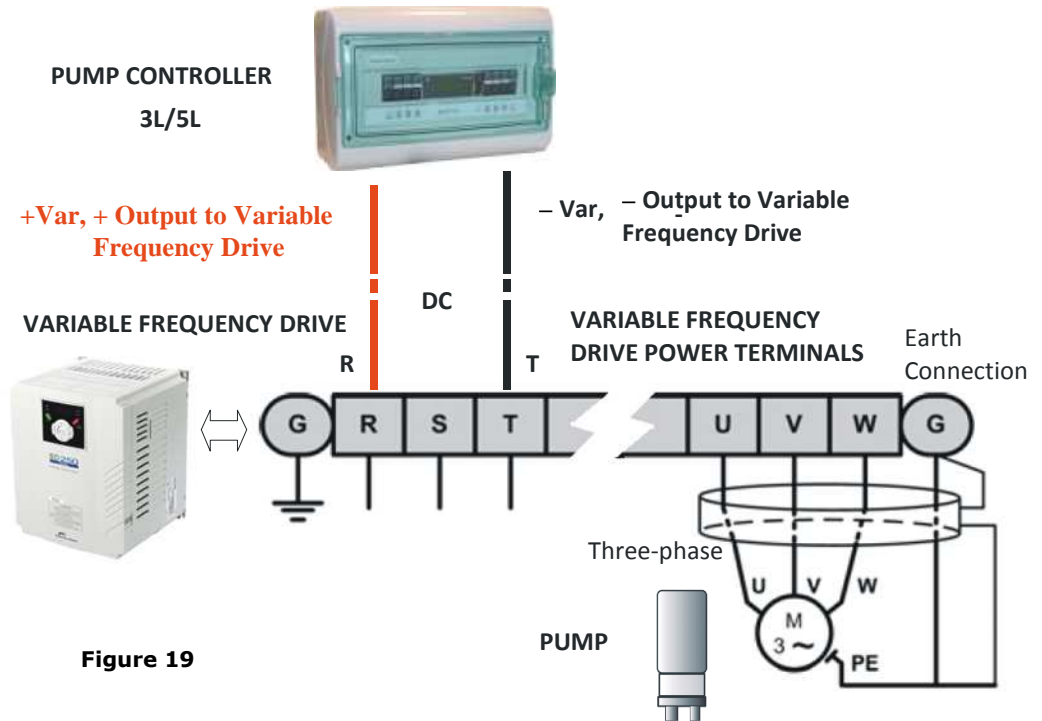 PUMP CONTROLLER
3L/5L
+Var, + Output to Variable
Frequency Drive
– Var, – Output to Variable
Frequency Drive
DC
VARIABLE FREQUENCY DRIVE
VARIABLE FREQUENCY
DRIVE POWER TERMINALS
Earth
Connection
R
T
G R S T U V W G
Three-phase
U V W
M
3 ~
PE
PUMP
Figure 19